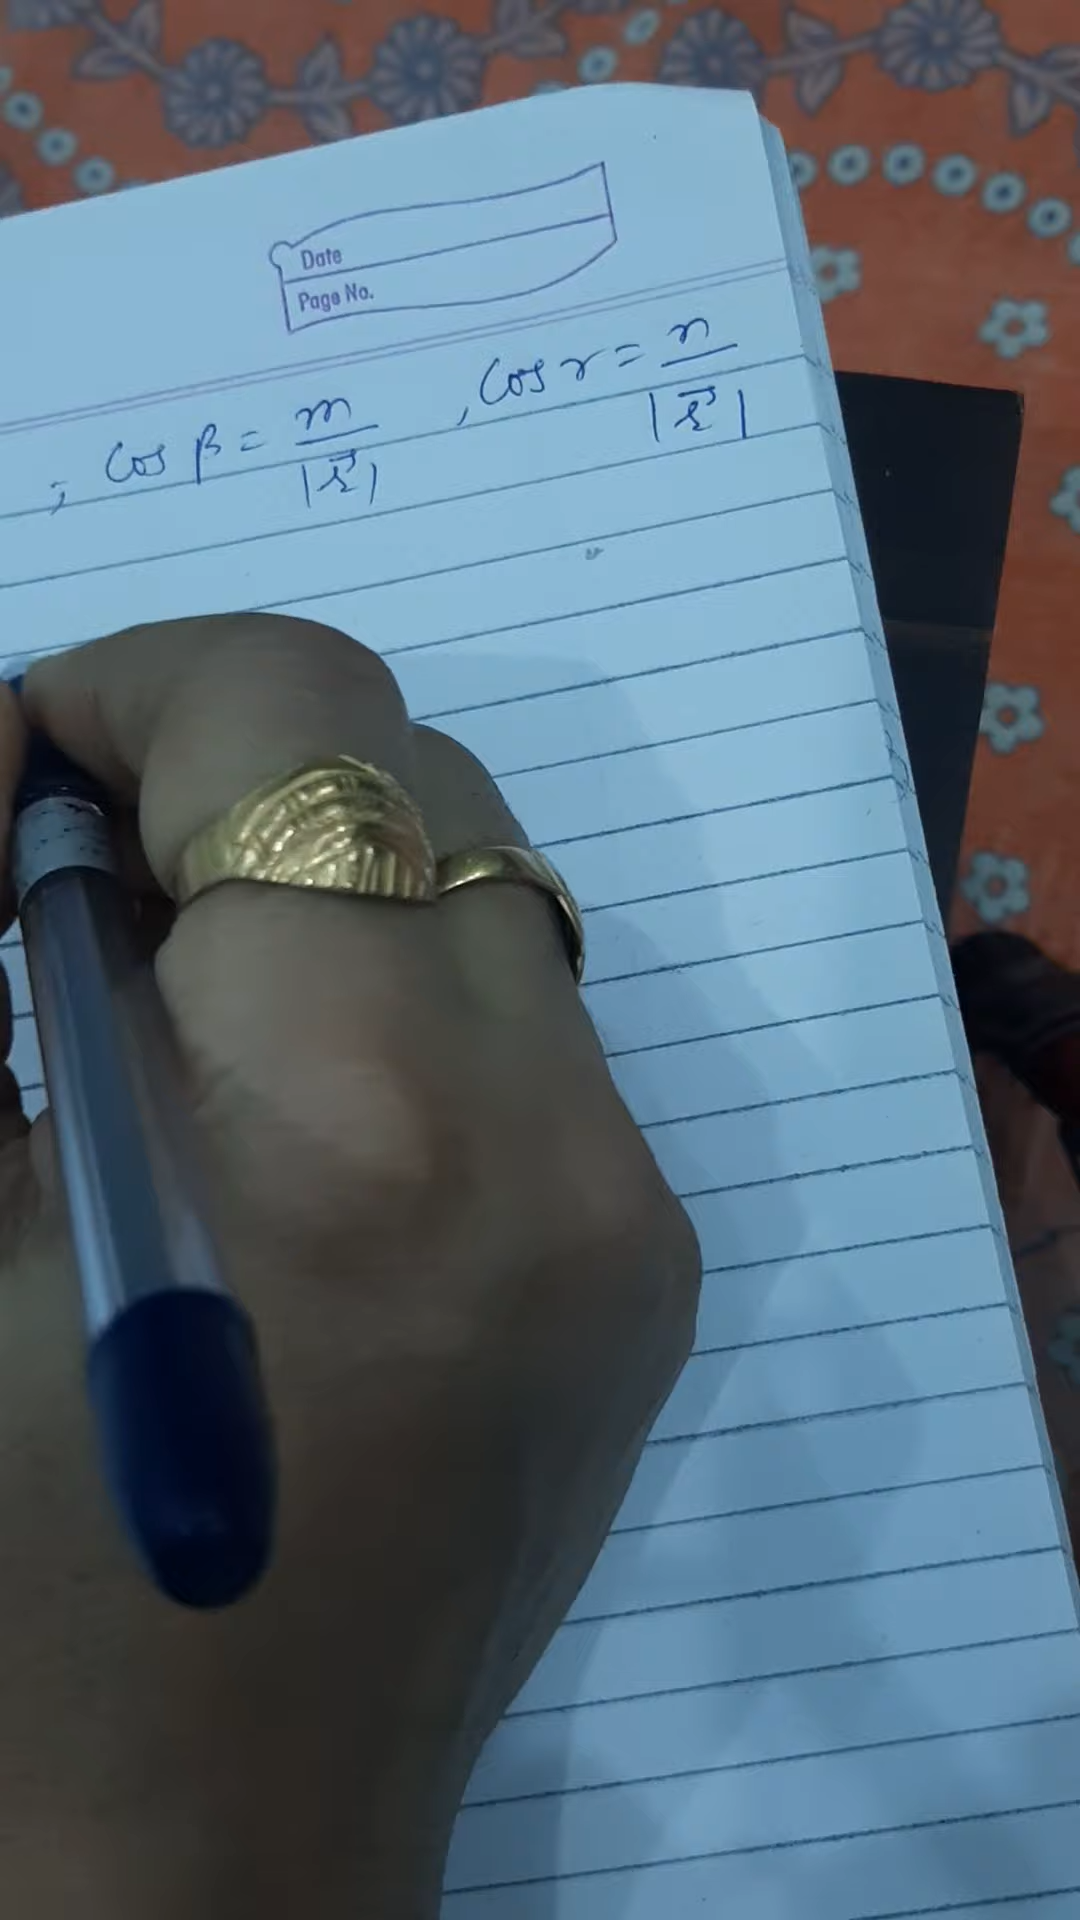 Date
Page No.
; cos β = m/|r⃗| , cos r = n/|r⃗|